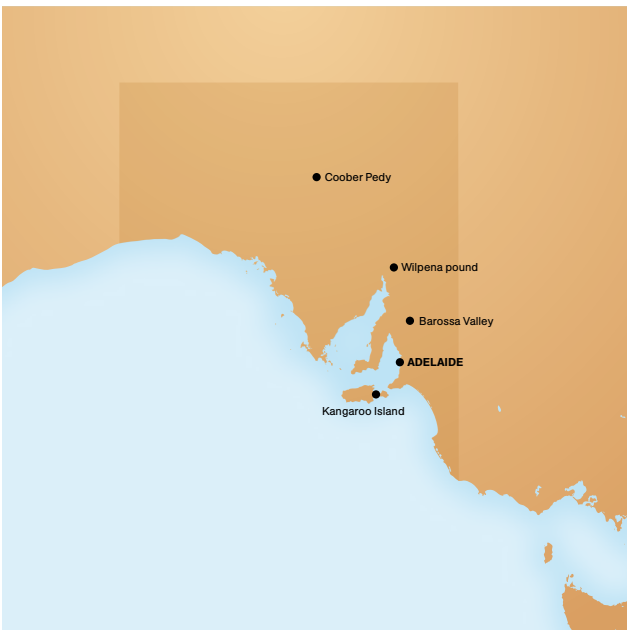 Coober Pedy
Wilpena pound
Barossa Valley
ADELAIDE
Kangaroo Island